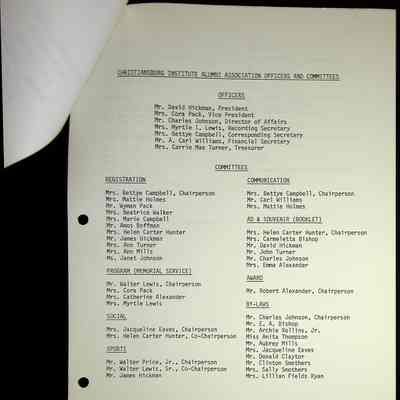 CHRISTIANSBURG INSTITUTE ALUMNI ASSOCIATION OFFICERS AND COMMITTEES
OFFICERS
Mr. David Hickman, President
Mrs. Cora Pack, Vice President
Mr. Charles Johnson, Director of Affairs
Mrs. Myrtle I. Lewis, Recording Secretary
Mrs. Bettye Campbell, Corresponding Secretary
Mr. A. Carl Williams, Financial Secretary
Mrs. Carrie Mae Turner, Treasurer
COMMITTEES
REGISTRATION
Mrs. Bettye Campbell, Chairperson
Mrs. Mattie Holmes
Mr. Wyman Pack
Mrs. Beatrice Walker
Mrs. Marie Campbell
Mr. Amos Boffman
Mrs. Helen Carter Hunter
Mr. James Hickman
Mrs. Ann Turner
Mrs. Ann Mills
Ms. Janet Johnson
PROGRAM (MEMORIAL SERVICE)
Mr. Walter Lewis, Chairperson
Mrs. Cora Pack
Mrs. Catherine Alexander
Mrs. Myrtle Lewis
SOCIAL
Mrs. Jacqueline Eaves, Chairperson
Mrs. Helen Carter Hunter, Co-Chairperson
SPORTS
Mr. Walter Price, Jr., Chairperson
Mr. Walter Lewis, Sr., Co-Chairperson
Mr. James Hickman
COMMUNICATION
Mrs. Bettye Campbell, Chairperson
Mr. Carl Williams
Mrs. Mattie Holmes
AD & SOUVENIR (BOOKLET)
Mrs. Helen Carter Hunter, Chairperson
Mrs. Carmeletta Bishop
Mr. David Hickman
Mr. John Turner
Mr. Charles Johnson
Mrs. Emma Alexander
AWARD
Mr. Robert Alexander, Chairperson
BY-LAWS
Mr. Charles Johnson, Chairperson
Mr. E. A. Bishop
Mr. Archie Rollins, Jr.
Miss Anita Thompson
Mr. Aubrey Mills
Mrs. Jacqueline Eaves
Mr. Donald Claytor
Mr. Clinton Smothers
Mrs. Sally Smothers
Mrs. Lillian Fields Ryan